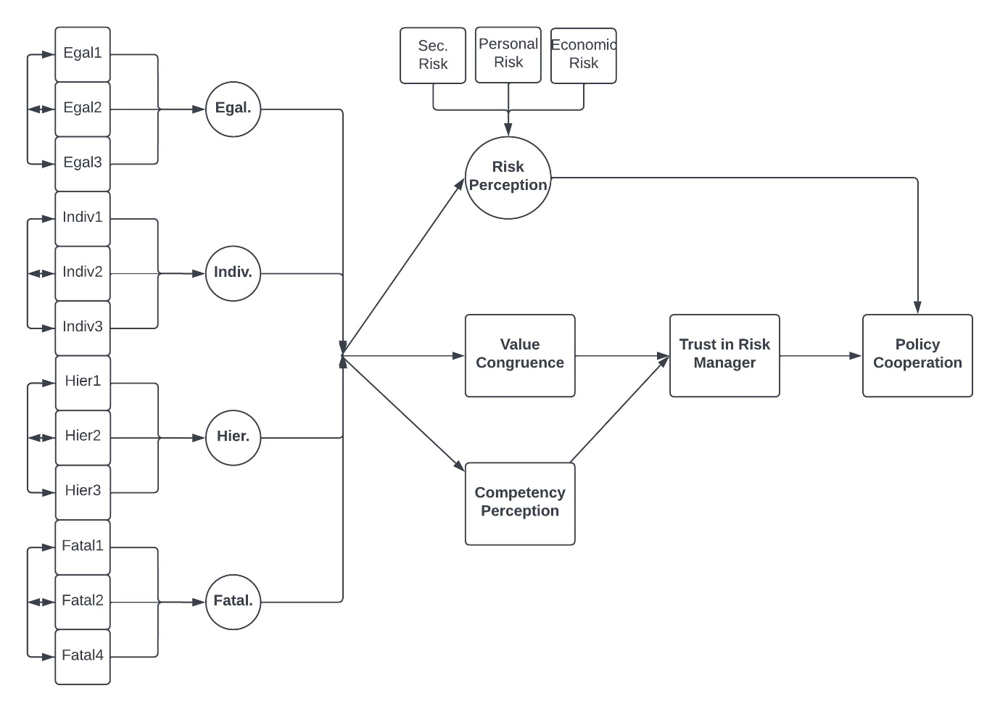 Egal1
Egal2
Egal3
Indiv1
Indiv2
Indiv3
Hier1
Hier2
Hier3
Fatal1
Fatal2
Fatal4
Egal.
Indiv.
Hier.
Fatal.
Sec.
Risk
Personal
Risk
Economic
Risk
Risk
Perception
Value
Congruence
Competency
Perception
Trust in Risk
Manager
Policy
Cooperation